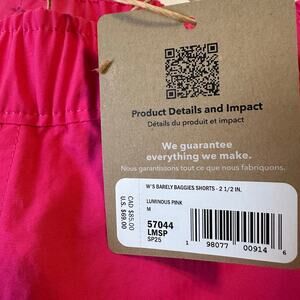 Product Details and Impact
Détails du produit et impact
We guarantee
everything we make.
Nous garantissons tout ce que nous fabriquons.
W'S BARELY BAGGIES SHORTS - 2 1/2 IN.
LUMINOUS PINK
M
CAD $85.00
U.S. $69.00
57044
LMSP
SP25
1 98077 00914 6